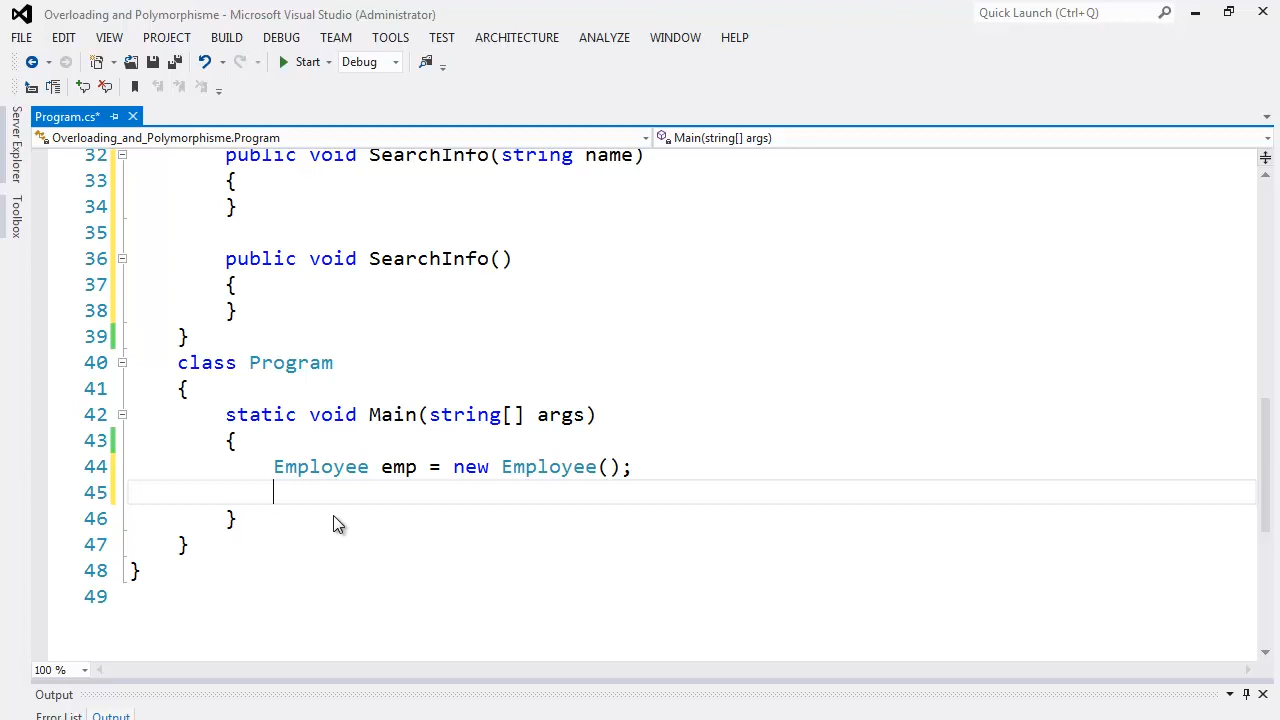 Overloading and Polymorphisme - Microsoft Visual Studio (Administrator)
Quick Launch (Ctrl+Q)
FILE EDIT VIEW PROJECT BUILD DEBUG TEAM TOOLS TEST ARCHITECTURE ANALYZE WINDOW HELP
Start Debug
Server Explorer
Toolbox
Program.cs*
Overloading_and_Polymorphisme.Program
Main(string[] args)
32 public void SearchInfo(string name)
33 {
34 }
35
36 public void SearchInfo()
37 {
38 }
39 }
40 class Program
41 {
42 static void Main(string[] args)
43 {
44 Employee emp = new Employee();
45
46 }
47 }
48 }
49
100 %
Output
Error List Output